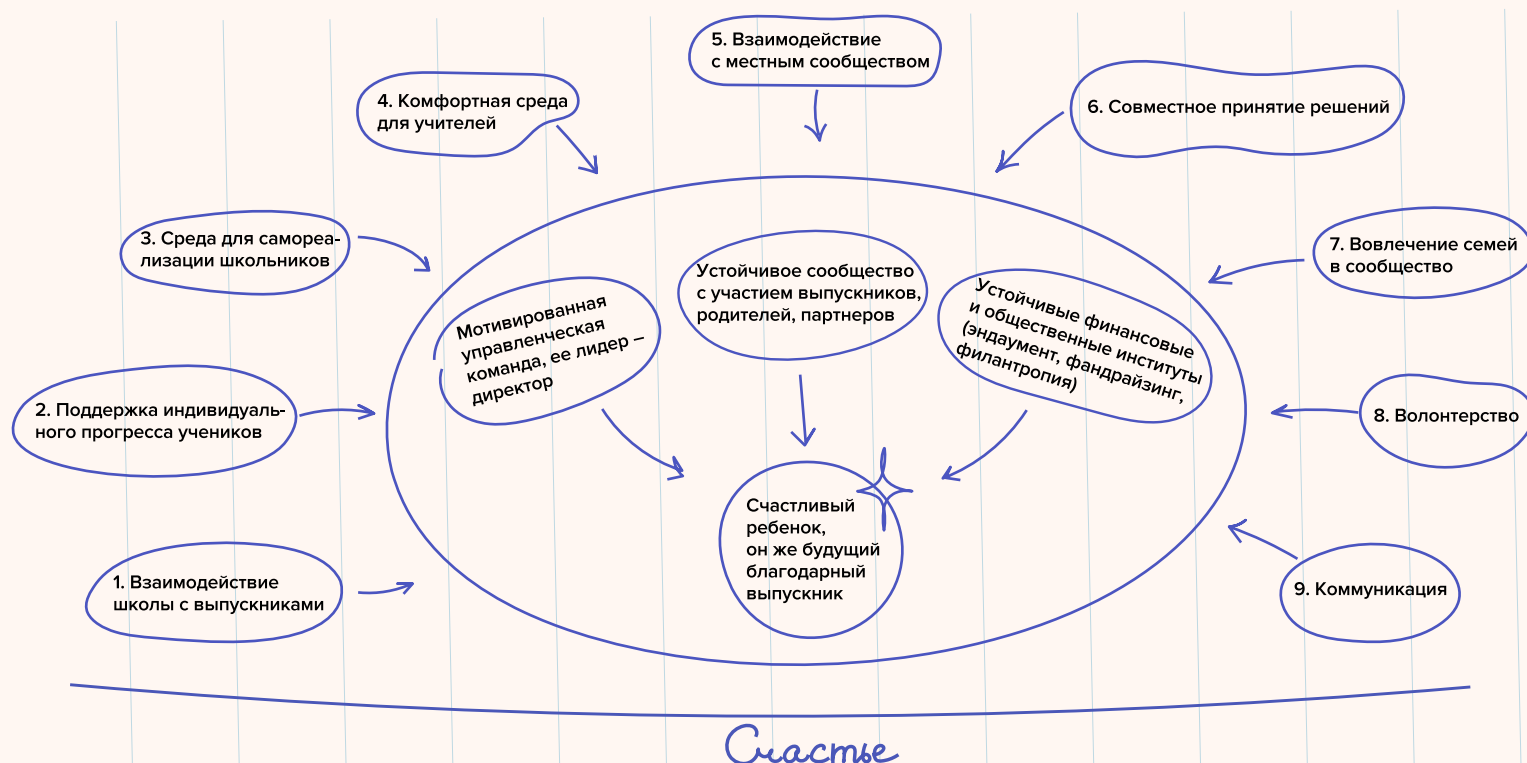 5. Взаимодействие
с местным сообществом
4. Комфортная среда
для учителей
6. Совместное принятие решений
3. Среда для самореа-
лизации школьников
7. Вовлечение семей
в сообщество
Мотивированная
управленческая
команда, ее лидер –
директор
Устойчивое сообщество
с участием выпускников,
родителей, партнеров
Устойчивые финансовые
и общественные институты
(эндаумент, фандрайзинг,
филантропия)
2. Поддержка индивидуаль-
ного прогресса учеников
8. Волонтерство
Счастливый
ребенок,
он же будущий
благодарный
выпускник
1. Взаимодействие
школы с выпускниками
9. Коммуникация
Счастье